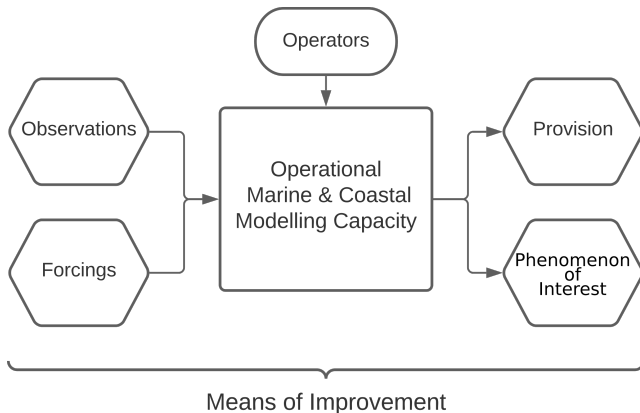 Operators
Observations
Forcings
Operational
Marine & Coastal
Modelling Capacity
Provision
Phenomenon
of
Interest
Means of Improvement